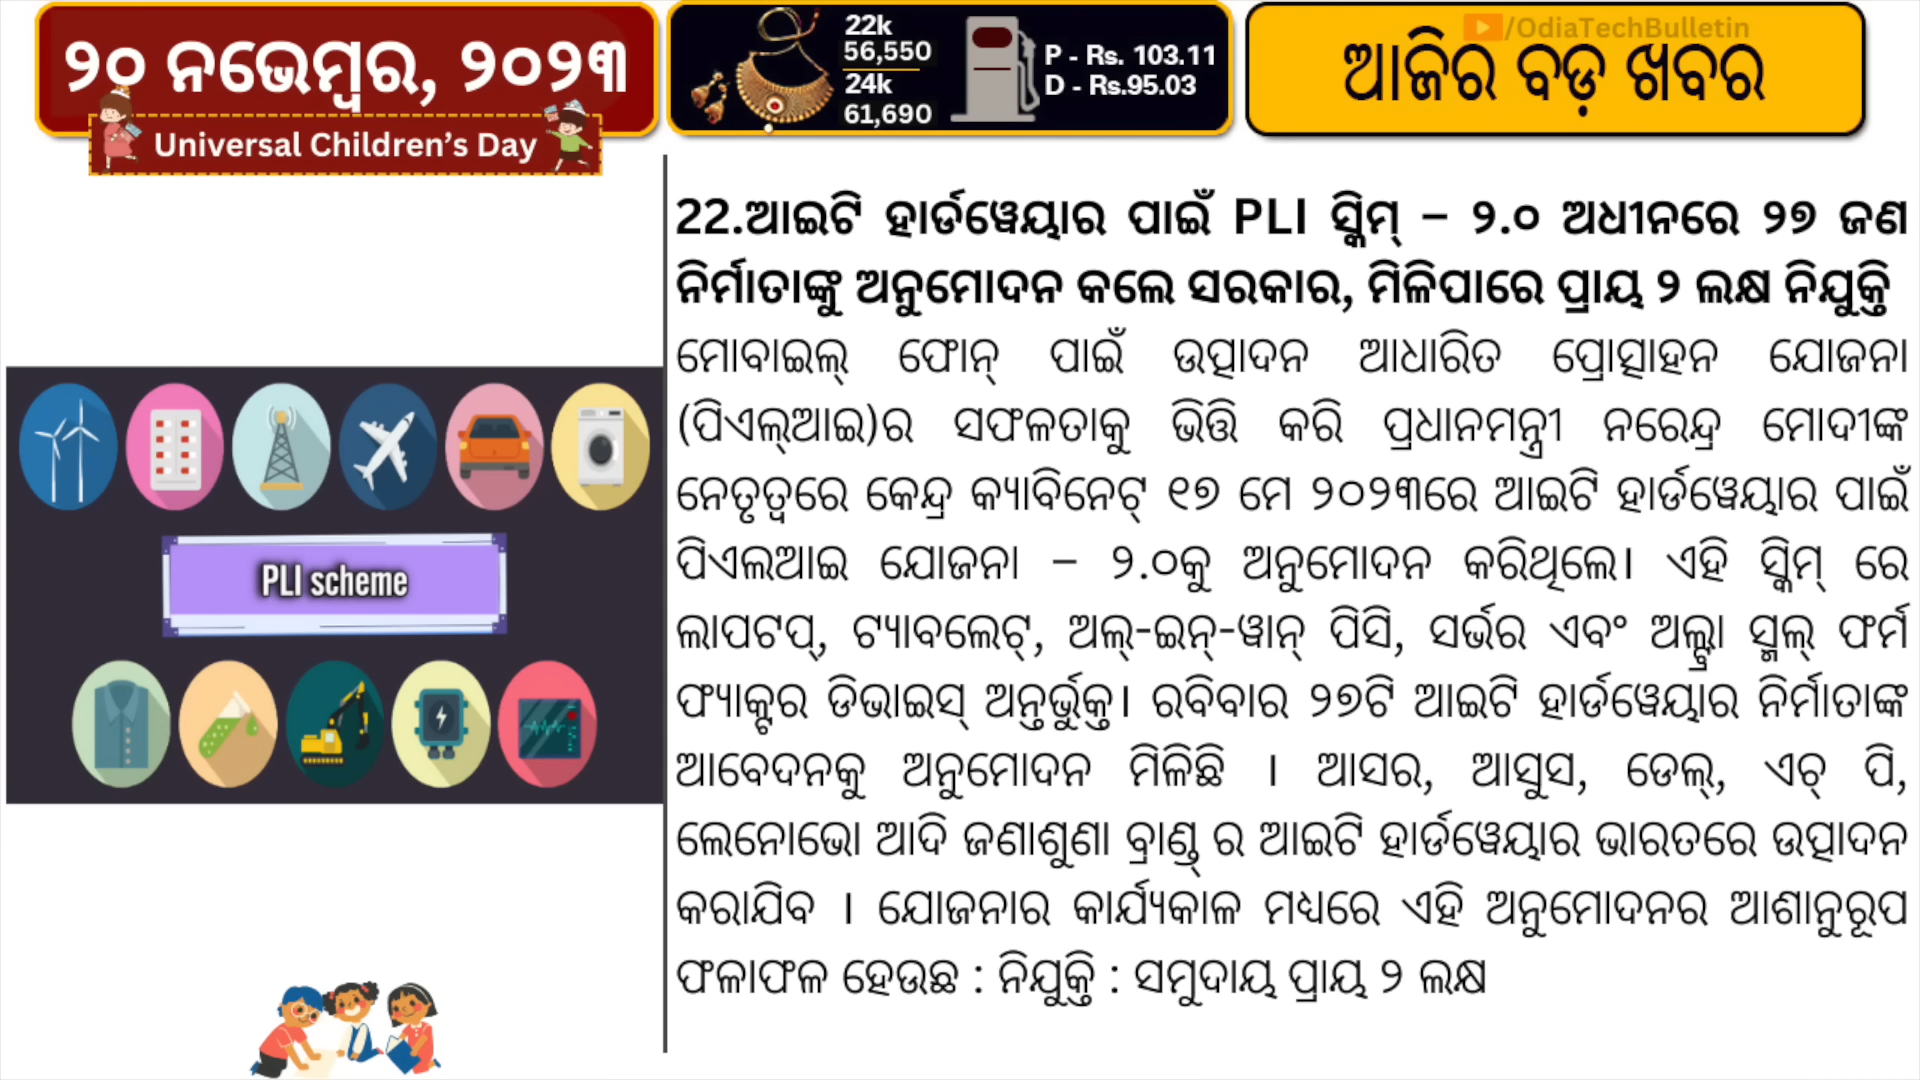 ୨୦ ନଭେମ୍ବର, ୨୦୨୩
Universal Children's Day
22k
56,550
24k
61,690
P - Rs. 103.11
D - Rs.95.03
/OdiaTechBulletin
ଆଜିର ବଡ଼ ଖବର
22.ଆଇଟି ହାର୍ଡୱେୟାର ପାଇଁ PLI ସ୍କିମ୍ – ୨.୦ ଅଧୀନରେ ୨୭ ଜଣ
ନିର୍ମାତାଙ୍କୁ ଅନୁମୋଦନ କଲେ ସରକାର, ମିଳିପାରେ ପ୍ରାୟ ୨ ଲକ୍ଷ ନିଯୁକ୍ତି
ମୋବାଇଲ୍ ଫୋନ୍ ପାଇଁ ଉତ୍ପାଦନ ଆଧାରିତ ପ୍ରୋତ୍ସାହନ ଯୋଜନା
(ପିଏଲ୍ଆଇ)ର ସଫଳତାକୁ ଭିତ୍ତି କରି ପ୍ରଧାନମନ୍ତ୍ରୀ ନରେନ୍ଦ୍ର ମୋଦୀଙ୍କ
ନେତୃତ୍ୱରେ କେନ୍ଦ୍ର କ୍ୟାବିନେଟ୍ ୧୭ ମେ ୨୦୨୩ରେ ଆଇଟି ହାର୍ଡୱେୟାର ପାଇଁ
ପିଏଲଆଇ ଯୋଜନା – ୨.୦କୁ ଅନୁମୋଦନ କରିଥିଲେ। ଏହି ସ୍କିମ୍ ରେ
ଲାପଟପ୍, ଟ୍ୟାବଲେଟ୍, ଅଲ୍-ଇନ୍-ୱାନ୍ ପିସି, ସର୍ଭର ଏବଂ ଅଲ୍ଟ୍ରା ସ୍ମଲ୍ ଫର୍ମ
ଫ୍ୟାକ୍ଟର ଡିଭାଇସ୍ ଅନ୍ତର୍ଭୁକ୍ତ। ରବିବାର ୨୭ଟି ଆଇଟି ହାର୍ଡୱେୟାର ନିର୍ମାତାଙ୍କ
ଆବେଦନକୁ ଅନୁମୋଦନ ମିଳିଛି । ଆସର, ଆସୁସ, ଡେଲ୍, ଏଚ୍ ପି,
ଲେନୋଭୋ ଆଦି ଜଣାଶୁଣା ବ୍ରାଣ୍ଡ୍ ର ଆଇଟି ହାର୍ଡୱେୟାର ଭାରତରେ ଉତ୍ପାଦନ
କରାଯିବ । ଯୋଜନାର କାର୍ଯ୍ୟକାଳ ମଧ୍ୟରେ ଏହି ଅନୁମୋଦନର ଆଶାନୁରୂପ
ଫଳାଫଳ ହେଉଛ : ନିଯୁକ୍ତି : ସମୁଦାୟ ପ୍ରାୟ ୨ ଲକ୍ଷ
PLI scheme